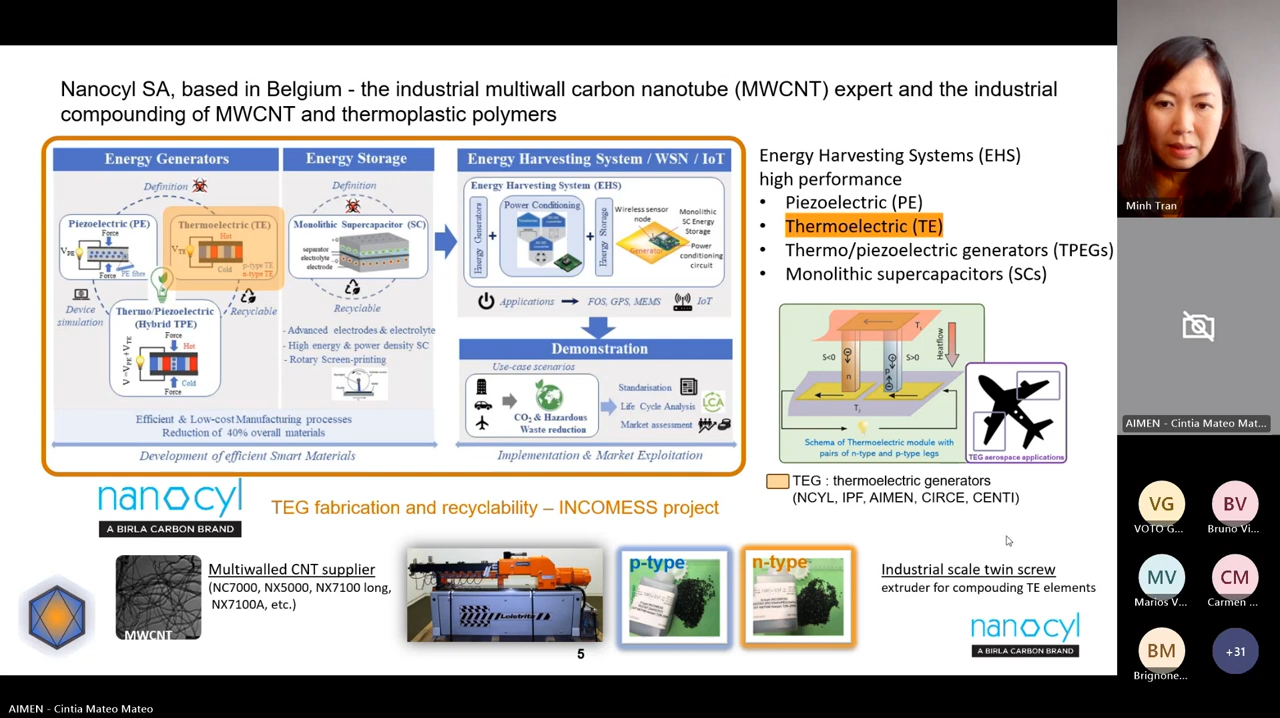 Nanocyl SA, based in Belgium - the industrial multiwall carbon nanotube (MWCNT) expert and the industrial
compounding of MWCNT and thermoplastic polymers
Energy Generators
Definition
Piezoelectric (PE)
Force
V_PE
Force
PE fibre
Thermoelectric (TE)
Hot
V_TE
Cold
p-type TE
n-type TE
Device
simulation
Recyclable
Thermo/Piezoelectric
(Hybrid TPE)
Force
Hot
V=V_PE+V_TE
Cold
Force
Energy Storage
Definition
Monolithic Supercapacitor (SC)
separator
electrolyte
electrode
Recyclable
- Advanced electrodes & electrolyte
- High energy & power density SC
- Rotary Screen-printing
Efficient & Low-cost Manufacturing processes
Reduction of 40% overall materials
Development of efficient Smart Materials
Energy Harvesting System / WSN / IoT
Energy Harvesting System (EHS)
Energy Generators
+
Power Conditioning
+
Energy Storage
Wireless sensor
node
Monolithic
SC Energy
Storage
Generator
Power
conditioning
circuit
Applications
FOS, GPS, MEMS
IoT
Demonstration
Use-case scenarios
CO2 & Hazardous
Waste reduction
Standarisation
Life Cycle Analysis
LCA
Market assessment
Implementation & Market Exploitation
Energy Harvesting Systems (EHS)
high performance
• Piezoelectric (PE)
• Thermoelectric (TE)
• Thermo/piezoelectric generators (TPEGs)
• Monolithic supercapacitors (SCs)
T1
S<0
S>0
Heatflow
n
p
T2
Schema of Thermoelectric module with
pairs of n-type and p-type legs
TEG aerospace applications
TEG : thermoelectric generators
(NCYL, IPF, AIMEN, CIRCE, CENTI)
nanocyl
A BIRLA CARBON BRAND
TEG fabrication and recyclability – INCOMESS project
MWCNT
Multiwalled CNT supplier
(NC7000, NX5000, NX7100 long,
NX7100A, etc.)
Leistritz
p-type
n-type
Industrial scale twin screw
extruder for compouding TE elements
nanocyl
A BIRLA CARBON BRAND
5
Minh Tran
AIMEN - Cintia Mateo Mat...
VG
VOTO G...
BV
Bruno Vi...
MV
Marios V...
CM
Carmen ...
BM
Brignone...
+31
AIMEN - Cintia Mateo Mateo